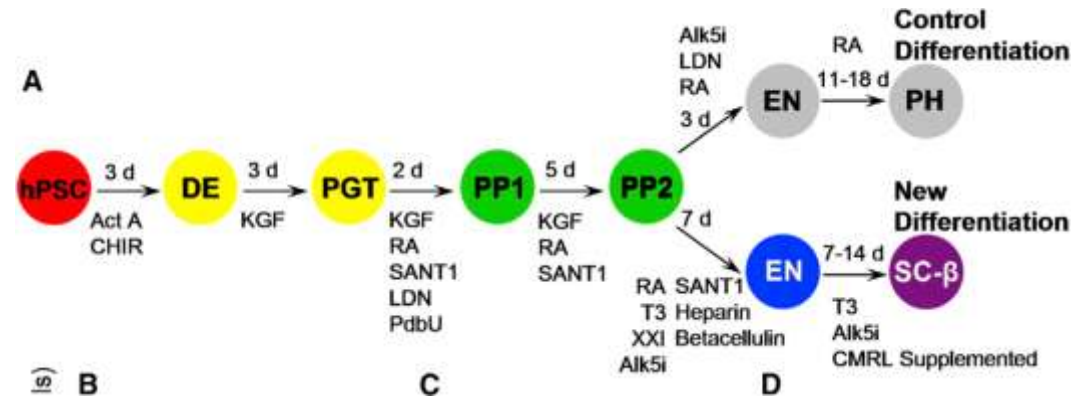 A
Control
Differentiation
Alk5i
LDN
RA
3 d
EN
RA
11-18 d
PH
hPSC
3 d
Act A
CHIR
DE
3 d
KGF
PGT
2 d
KGF
RA
SANT1
LDN
PdbU
PP1
5 d
KGF
RA
SANT1
PP2
7 d
RA SANT1
T3 Heparin
XXI Betacellulin
Alk5i
EN
New
Differentiation
7-14 d
SC-β
T3
Alk5i
CMRL Supplemented
B
C
D